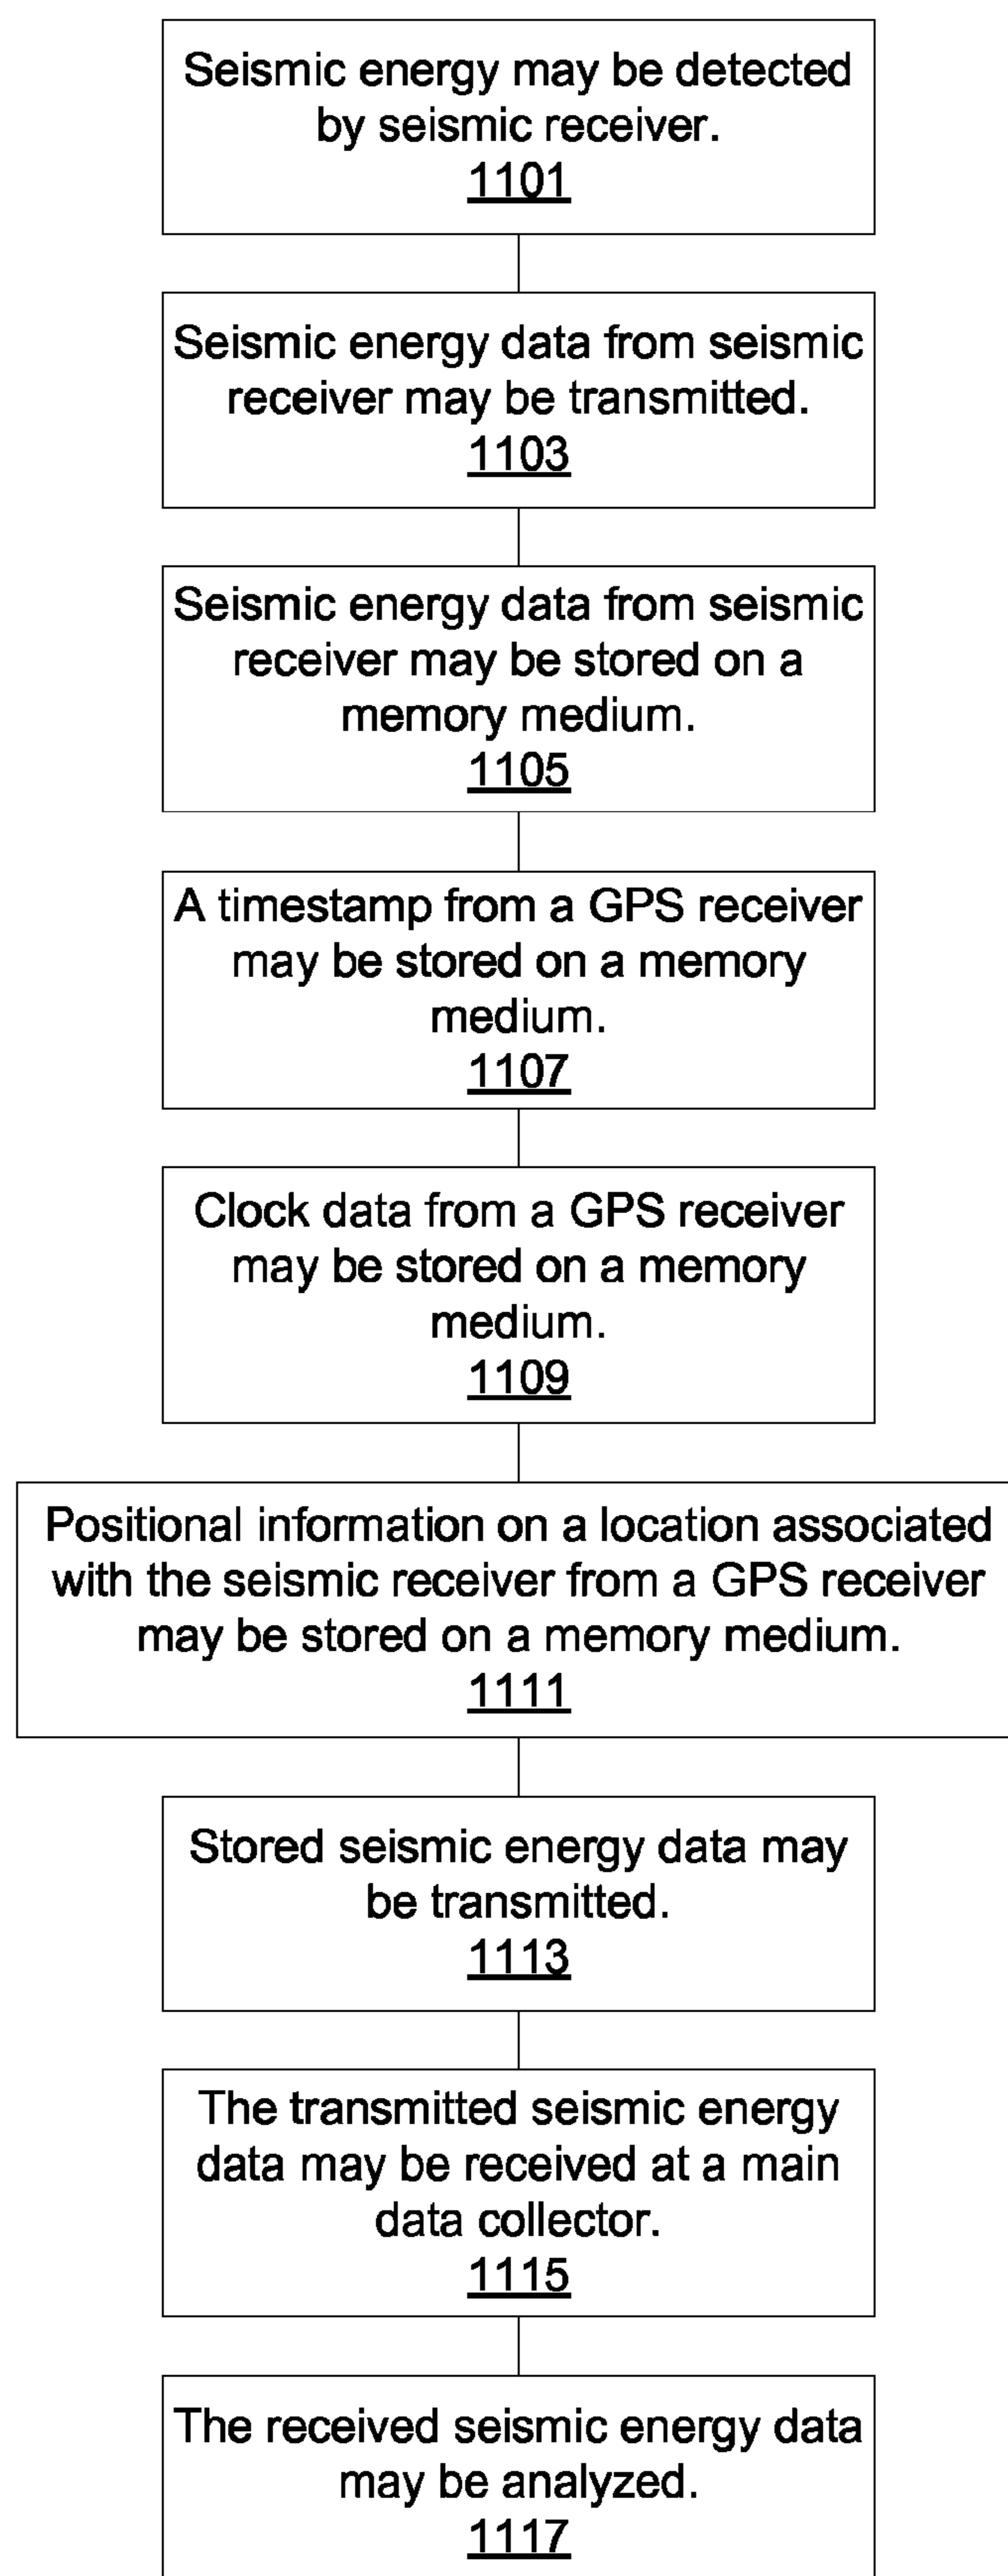 Seismic energy may be detected
by seismic receiver.
1101
Seismic energy data from seismic
receiver may be transmitted.
1103
Seismic energy data from seismic
receiver may be stored on a
memory medium.
1105
A timestamp from a GPS receiver
may be stored on a memory
medium.
1107
Clock data from a GPS receiver
may be stored on a memory
medium.
1109
Positional information on a location associated
with the seismic receiver from a GPS receiver
may be stored on a memory medium.
1111
Stored seismic energy data may
be transmitted.
1113
The transmitted seismic energy
data may be received at a main
data collector.
1115
The received seismic energy data
may be analyzed.
1117